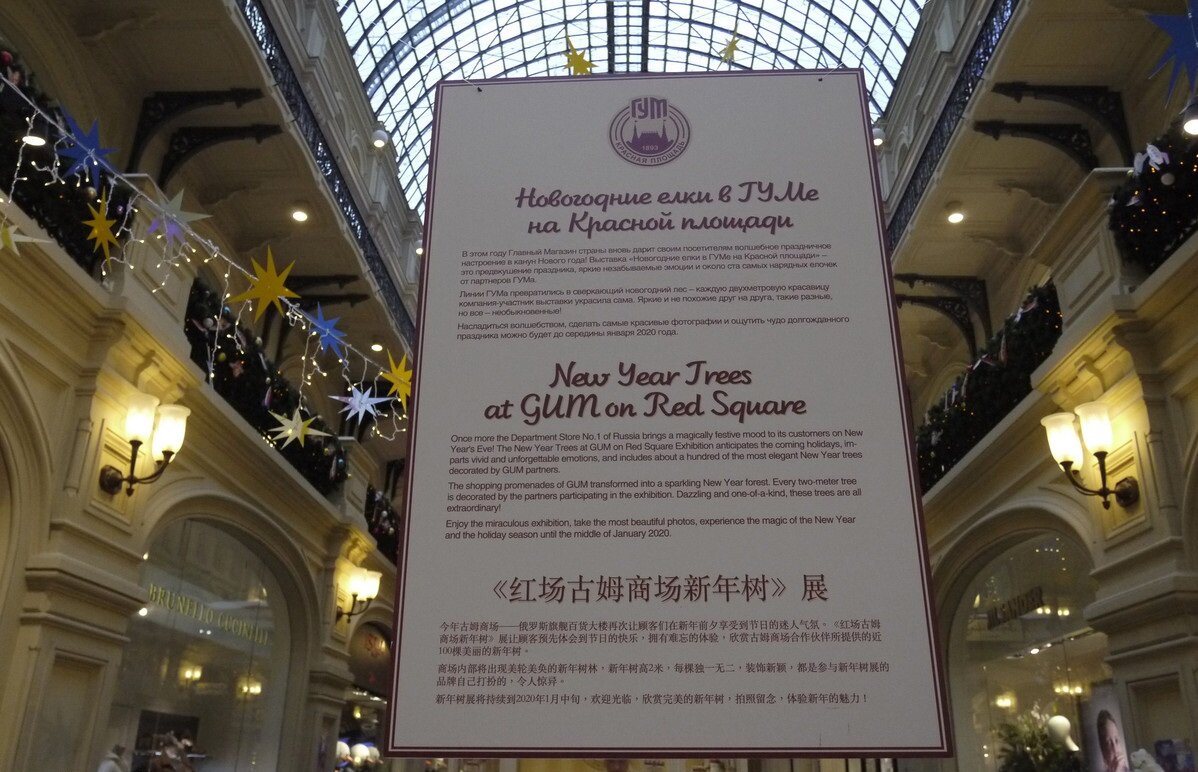 ГУМ
1893
КРАСНАЯ ПЛОЩАДЬ
Новогодние елки в ГУМе
на Красной площади
В этом году Главный Магазин страны вновь дарит своим посетителям волшебное праздничное
настроение в канун Нового года! Выставка «Новогодние елки в ГУМе на Красной площади» –
это предвкушение праздника, яркие незабываемые эмоции и около ста самых нарядных елочек
от партнеров ГУМа.
Линии ГУМа превратились в сверкающий новогодний лес – каждую двухметровую красавицу
компания-участник выставки украсила сама. Яркие и не похожие друг на друга, такие разные,
но все – необыкновенные!
Насладиться волшебством, сделать самые красивые фотографии и ощутить чудо долгожданного
праздника можно будет до середины января 2020 года.
New Year Trees
at GUM on Red Square
Once more the Department Store No.1 of Russia brings a magically festive mood to its customers on New
Year's Eve! The New Year Trees at GUM on Red Square Exhibition anticipates the coming holidays, im-
parts vivid and unforgettable emotions, and includes about a hundred of the most elegant New Year trees
decorated by GUM partners.
The shopping promenades of GUM transformed into a sparkling New Year forest. Every two-meter tree
is decorated by the partners participating in the exhibition. Dazzling and one-of-a-kind, these trees are all
extraordinary!
Enjoy the miraculous exhibition, take the most beautiful photos, experience the magic of the New Year
and the holiday season until the middle of January 2020.
《红场古姆商场新年树》展
今年古姆商场——俄罗斯旗舰百货大楼再次让顾客们在新年前夕享受到节日的迷人气氛。《红场古姆
商场新年树》展让顾客预先体会到节日的快乐，拥有难忘的体验，欣赏古姆商场合作伙伴所提供的近
100棵美丽的新年树。
商场内部将出现美轮美奂的新年树林，新年树高2米，每棵独一无二，装饰新颖，都是参与新年树展的
品牌自己打扮的，令人惊异。
新年树展将持续到2020年1月中旬，欢迎光临，欣赏完美的新年树，拍照留念，体验新年的魅力！
BRUNELLO CUCINELLI